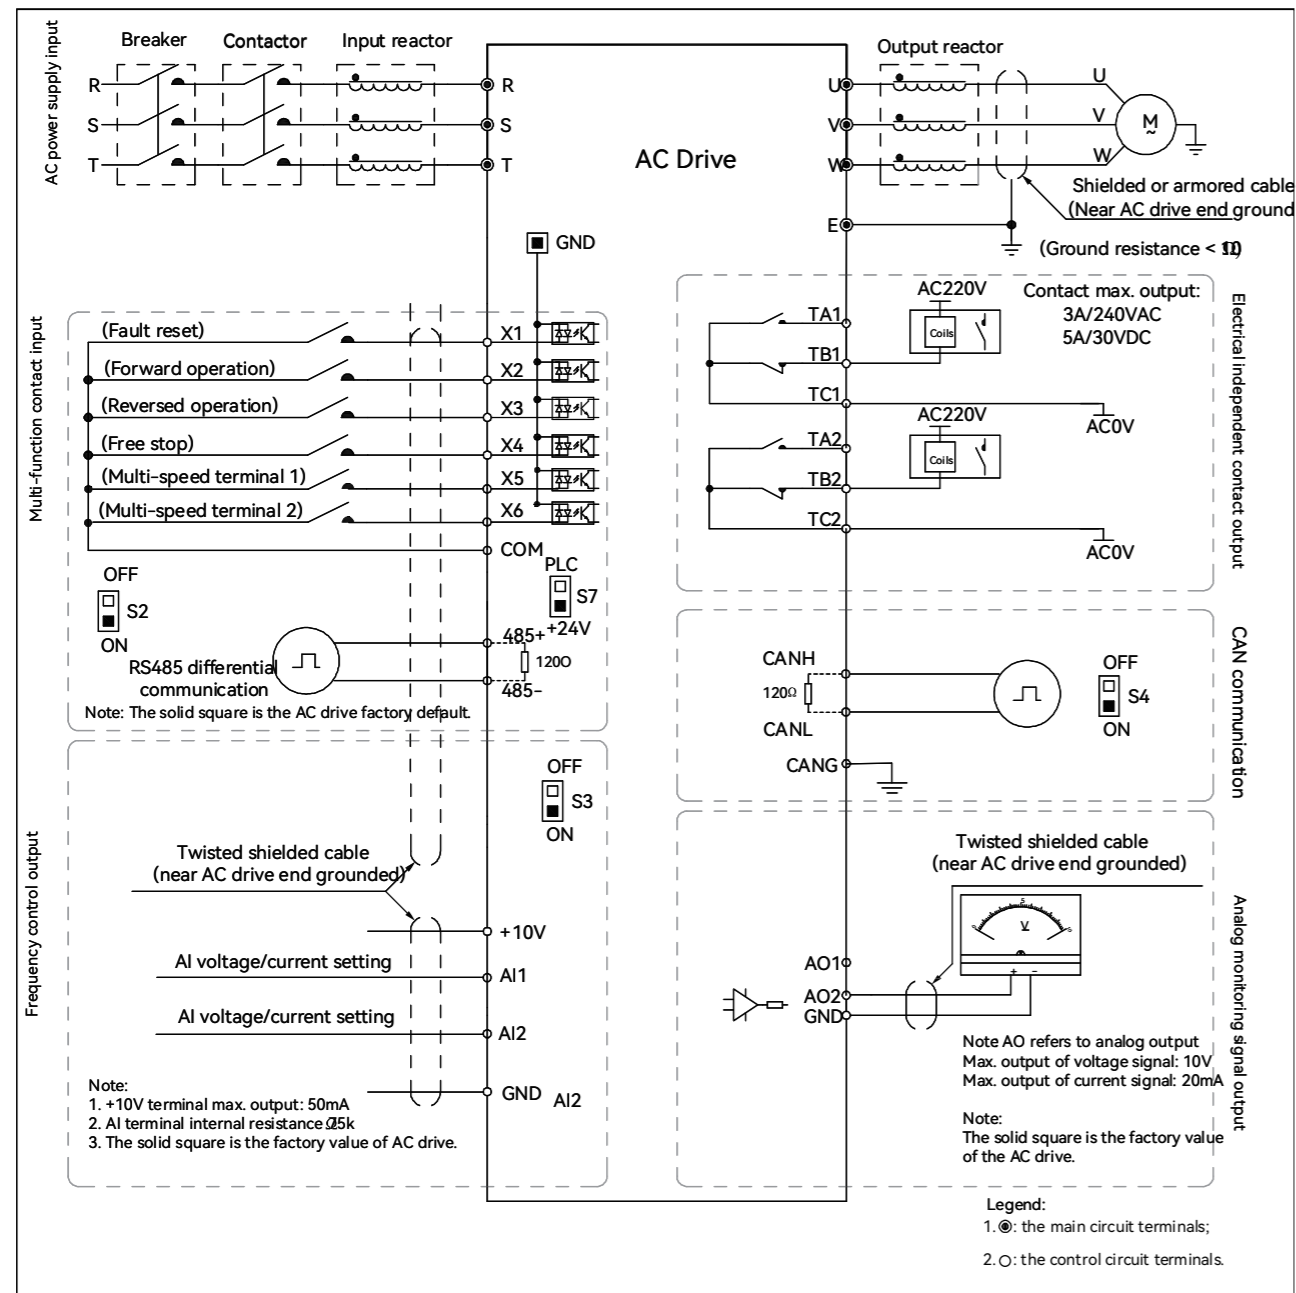 AC power supply input
Breaker
Contactor
Input reactor
R
S
T
R
S
T
AC Drive
Output reactor
U
V
W
U
V
W
M
~
E
Shielded or armored cable
(Near AC drive end ground
(Ground resistance <
GND
Multi-function contact input
(Fault reset)
X1
(Forward operation)
X2
(Reversed operation)
X3
(Free stop)
X4
(Multi-speed terminal 1)
X5
(Multi-speed terminal 2)
X6
COM
OFF
S2
ON
PLC
S7
+24V
485+
120Ω
485-
RS485 differential
communication
Note: The solid square is the AC drive factory default.
Electrical independent contact output
AC220V
Contact max. output:
3A/240VAC
5A/30VDC
TA1
Coils
TB1
TC1
AC0V
AC220V
TA2
Coils
TB2
TC2
AC0V
CAN communication
CANH
120Ω
CANL
CANG
OFF
S4
ON
Frequency control output
OFF
S3
ON
Twisted shielded cable
(near AC drive end grounded)
+10V
AI voltage/current setting
AI1
AI voltage/current setting
AI2
GND
AI2
Note:
1. +10V terminal max. output: 50mA
2. AI terminal internal resistance
3. The solid square is the factory value of AC drive.
Analog monitoring signal output
Twisted shielded cable
(near AC drive end grounded)
0
5
10
V
+ -
AO1
AO2
GND
Note AO refers to analog output
Max. output of voltage signal: 10V
Max. output of current signal: 20mA
Note:
The solid square is the factory value
of the AC drive.
Legend:
1. : the main circuit terminals;
2. : the control circuit terminals.